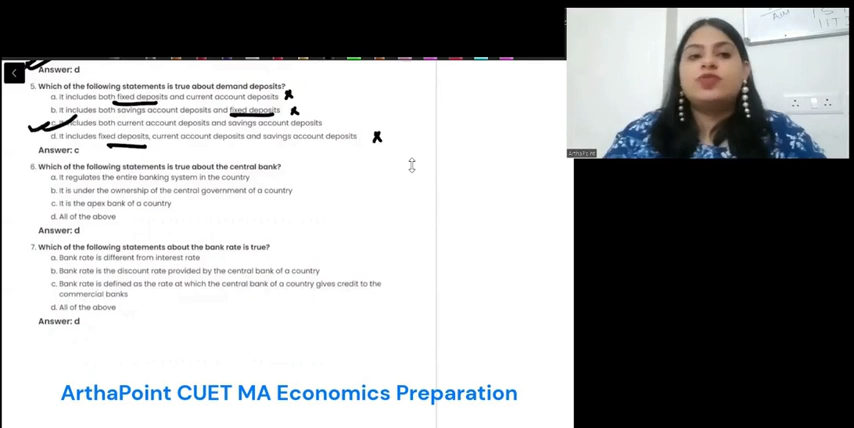 Answer: d
5. Which of the following statements is true about demand deposits?
a. It includes both fixed deposits and current account deposits
b. It includes both savings account deposits and fixed deposits
c. It includes both current account deposits and savings account deposits
d. It includes fixed deposits, current account deposits and savings account deposits
Answer: c
6. Which of the following statements is true about the central bank?
a. It regulates the entire banking system in the country
b. It is under the ownership of the central government of a country
c. It is the apex bank of a country
d. All of the above
Answer: d
7. Which of the following statements about the bank rate is true?
a. Bank rate is different from interest rate
b. Bank rate is the discount rate provided by the central bank of a country
c. Bank rate is defined as the rate at which the central bank of a country gives credit to the
commercial banks
d. All of the above
Answer: d
ArthaPoint
ArthaPoint CUET MA Economics Preparation